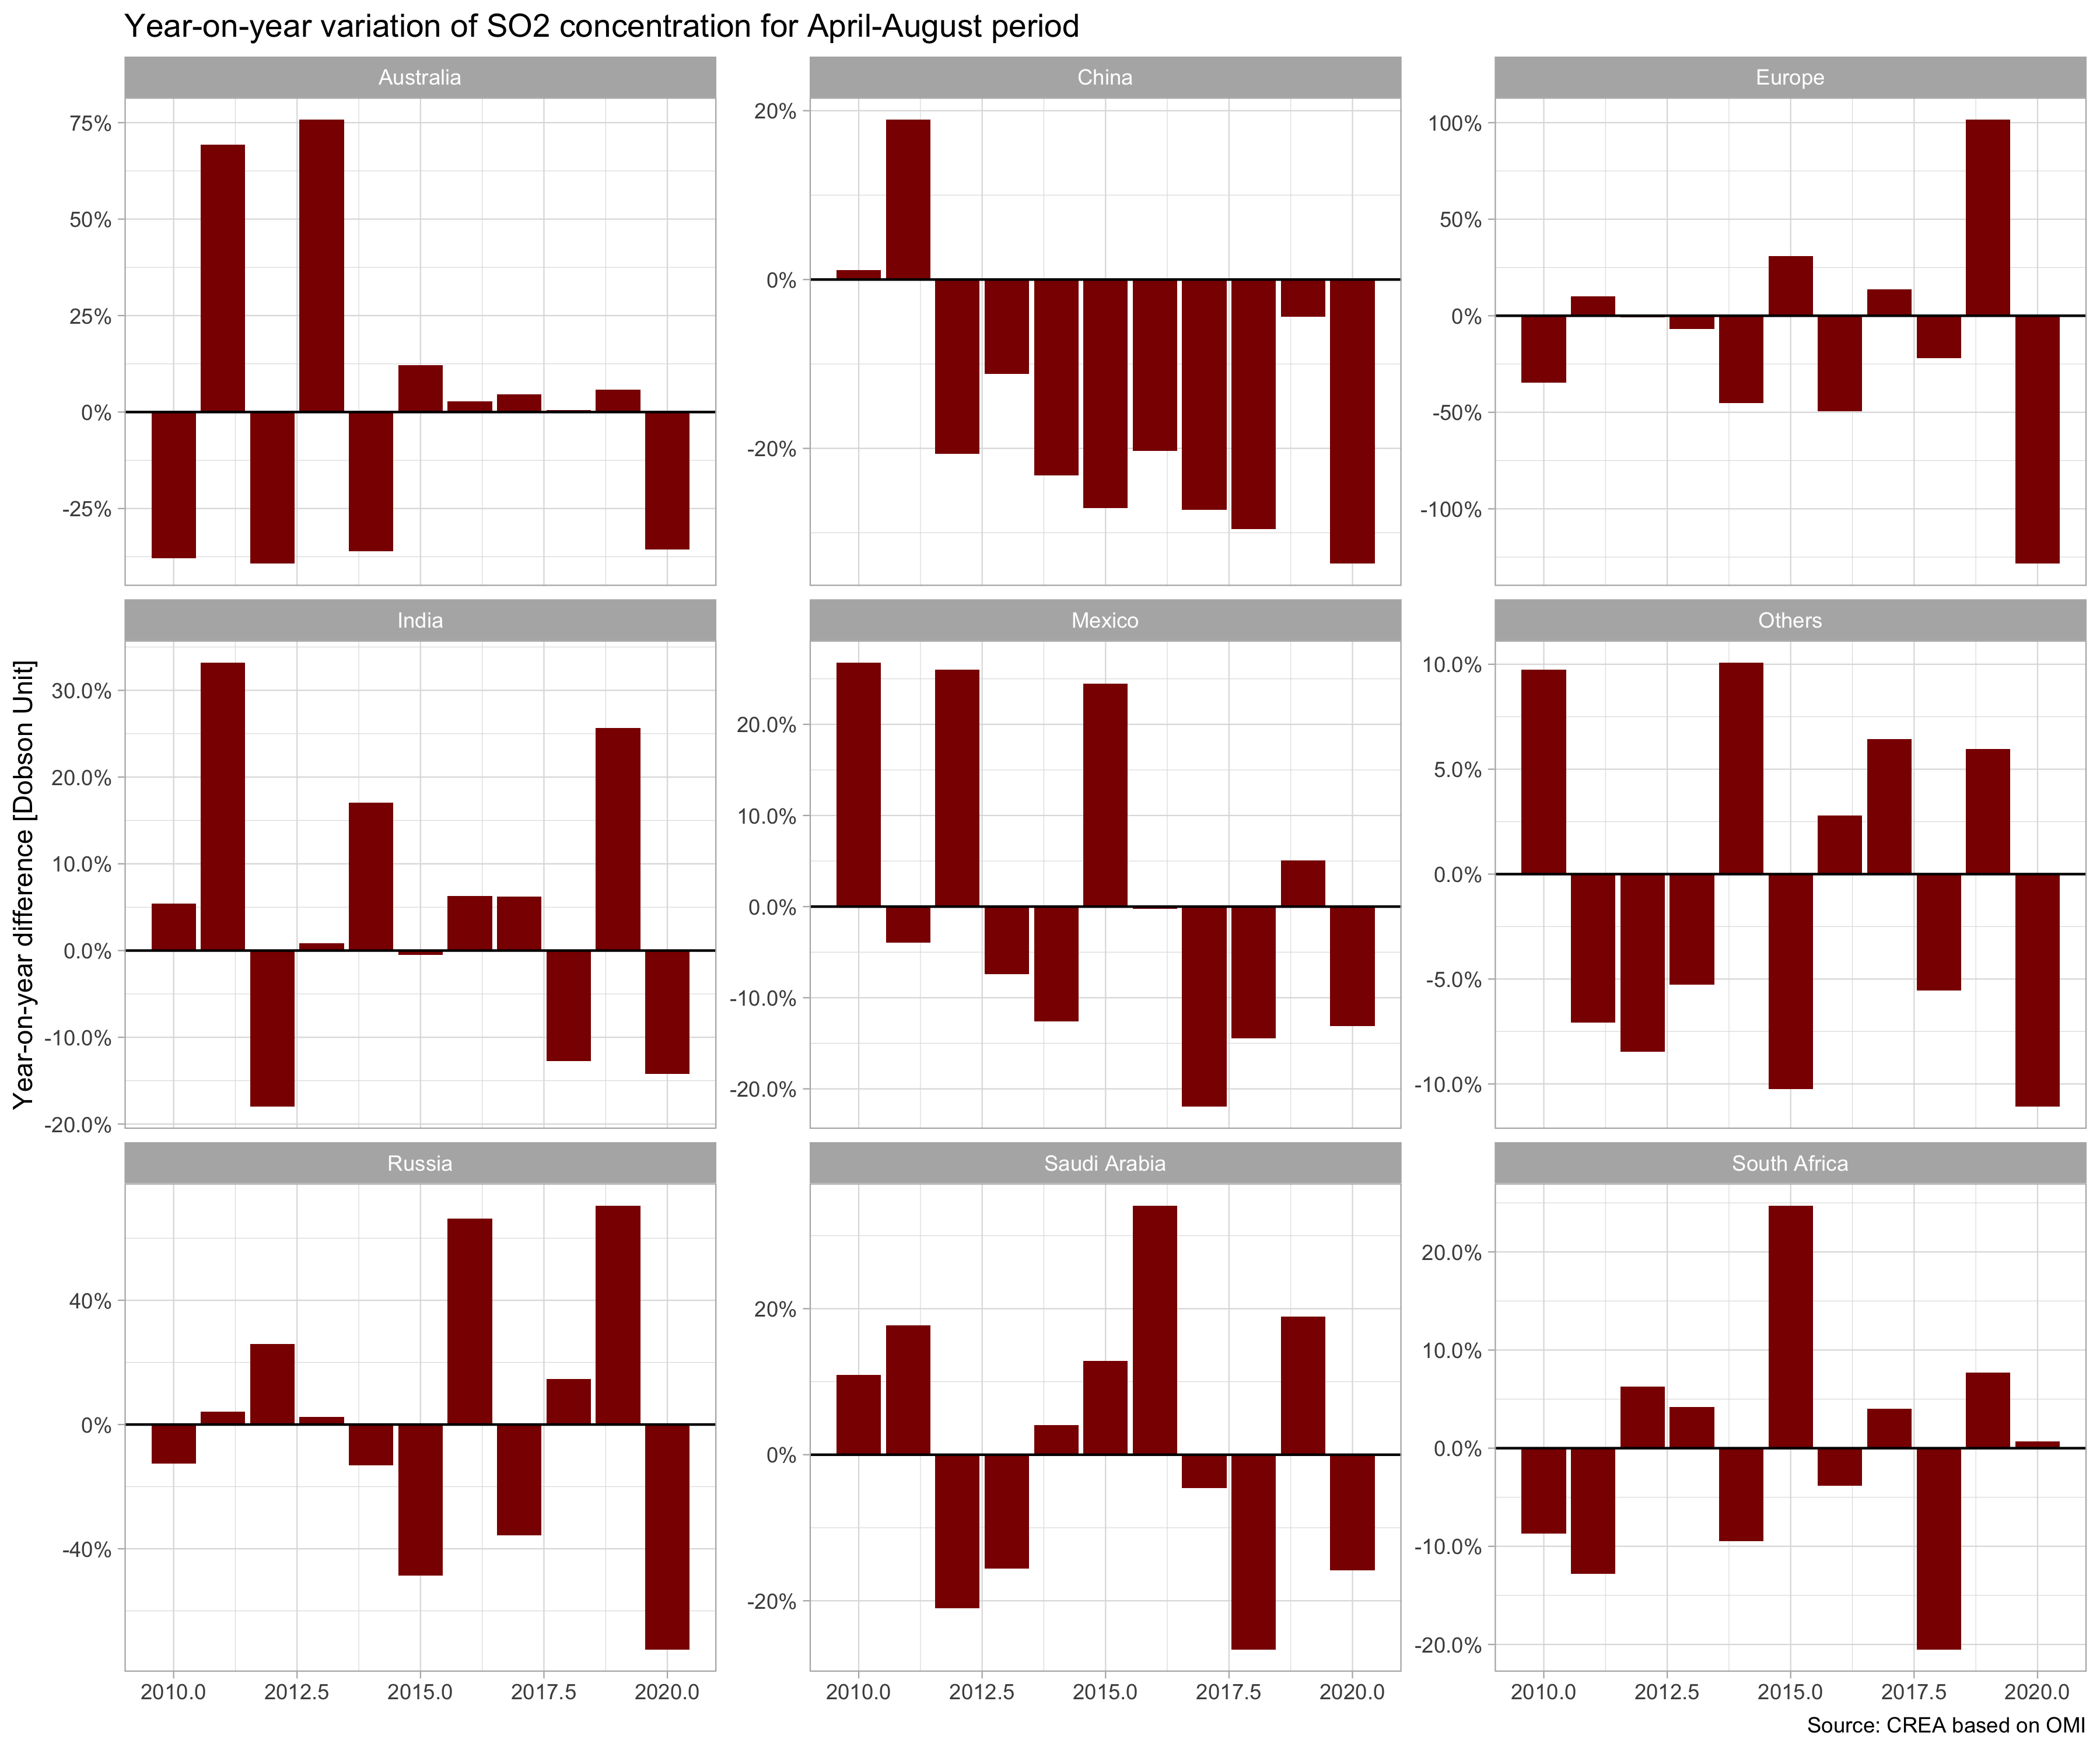 Year-on-year variation of SO2 concentration for April-August period
Australia
China
Europe
75%
50%
25%
0%
-25%
20%
0%
-20%
100%
50%
0%
-50%
-100%
India
Mexico
Others
Year-on-year difference [Dobson Unit]
30.0%
20.0%
10.0%
0.0%
-10.0%
-20.0%
20.0%
10.0%
0.0%
-10.0%
-20.0%
10.0%
5.0%
0.0%
-5.0%
-10.0%
Russia
Saudi Arabia
South Africa
40%
0%
-40%
20%
0%
-20%
20.0%
10.0%
0.0%
-10.0%
-20.0%
2010.0 2012.5 2015.0 2017.5 2020.0
2010.0 2012.5 2015.0 2017.5 2020.0
2010.0 2012.5 2015.0 2017.5 2020.0
Source: CREA based on OMI